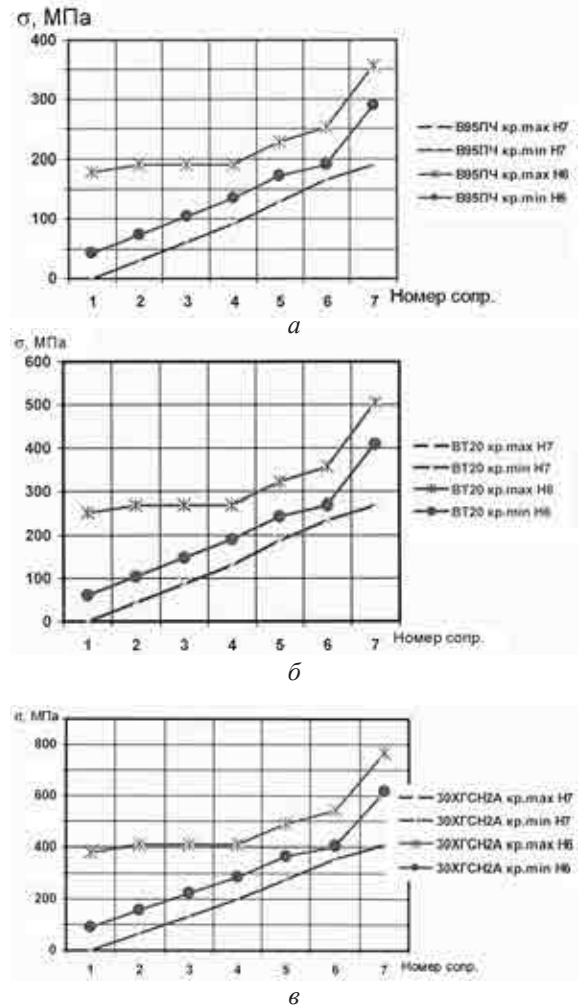 σ, МПа
400
300
200
100
0
1 2 3 4 5 6 7 Номер сопр.
В95ПЧ кр.max H7
В95ПЧ кр.min H7
В95ПЧ кр.max H6
В95ПЧ кр.min H6
а
σ, МПа
600
500
400
300
200
100
0
1 2 3 4 5 6 7 Номер сопр.
ВТ20 кр.max H7
ВТ20 кр.min H7
ВТ20 кр.max H6
ВТ20 кр.min H6
б
σ, МПа
800
600
400
200
0
1 2 3 4 5 6 7 Номер сопр.
30ХГСН2А кр.max H7
30ХГСН2А кр.min H7
30ХГСН2А кр.max H6
30ХГСН2А кр.min H6
в